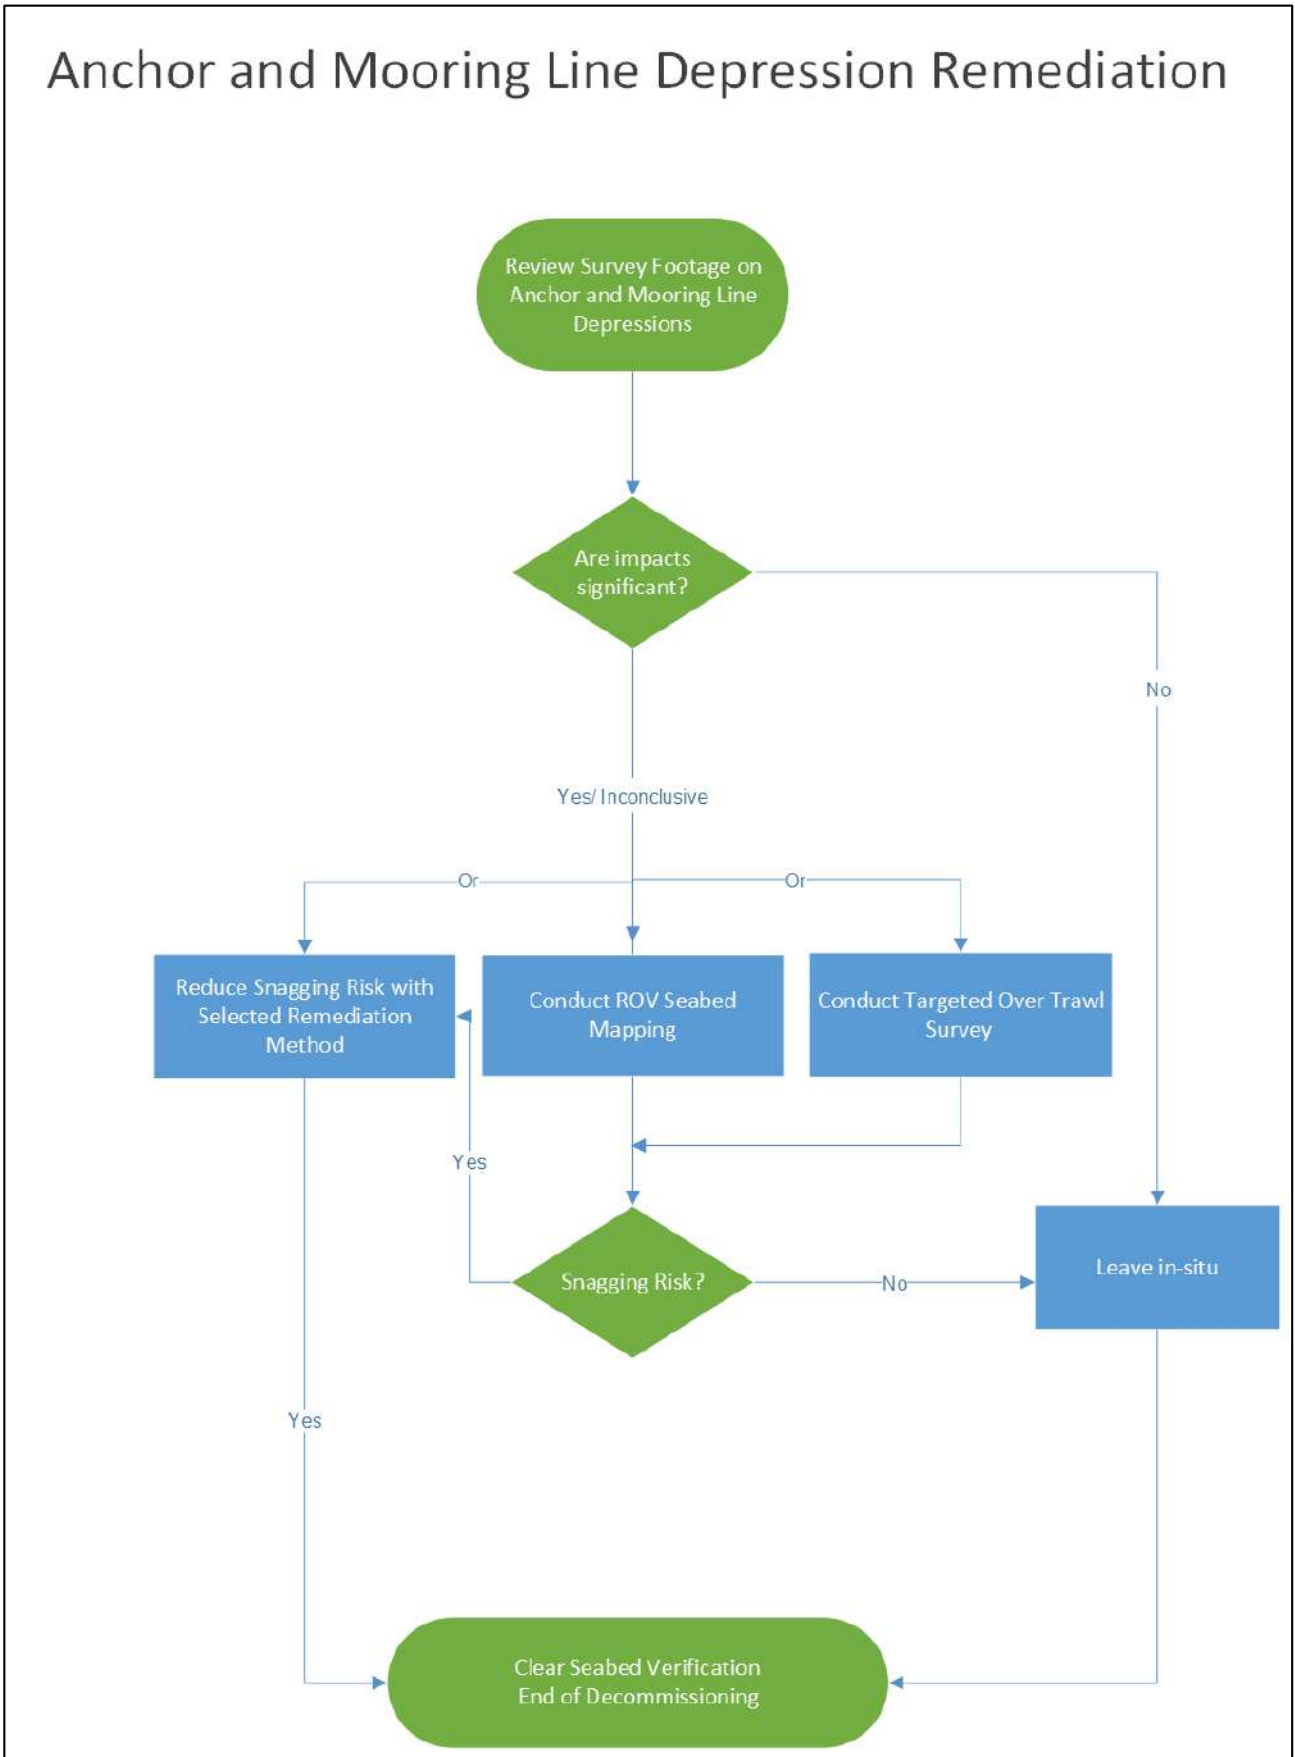 Anchor and Mooring Line Depression Remediation
Review Survey Footage on
Anchor and Mooring Line
Depressions
Are impacts
significant?
No
Yes/ Inconclusive
Or
Or
Reduce Snagging Risk with
Selected Remediation
Method
Conduct ROV Seabed
Mapping
Conduct Targeted Over Trawl
Survey
Yes
Snagging Risk?
No
Leave in-situ
Yes
Clear Seabed Verification
End of Decommissioning